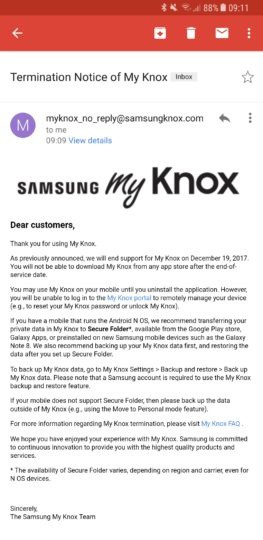 88% 09:11
Termination Notice of My Knox Inbox
M
myknox_no_reply@samsungknox.com
to me
09:09 View details
SAMSUNG my Knox
Dear customers,
Thank you for using My Knox.
As previously announced, we will end support for My Knox on December 19, 2017.
You will not be able to download My Knox from any app store after the end-of-
service date.
You may use My Knox on your mobile until you uninstall the application. However,
you will be unable to log in to the My Knox portal to remotely manage your device
(e.g., to reset your My Knox password or unlock My Knox).
If you have a mobile that runs the Android N OS, we recommend transferring your
private data in My Knox to Secure Folder*, available from the Google Play store,
Galaxy Apps, or preinstalled on new Samsung mobile devices such as the Galaxy
Note 8. We also recommend backing up your My Knox data first, and restoring the
data after you set up Secure Folder.
To back up My Knox data, go to My Knox Settings > Backup and restore > Back up
My Knox data. Please note that a Samsung account is required to use the My Knox
backup and restore feature.
If your mobile does not support Secure Folder, then please back up the data
outside of My Knox (e.g., using the Move to Personal mode feature).
For more information regarding My Knox termination, please visit My Knox FAQ .
We hope you have enjoyed your experience with My Knox. Samsung is committed
to continuous innovation to provide you with the highest quality products and
services.
* The availability of Secure Folder varies, depending on region and carrier, even for
N OS devices.
Sincerely,
The Samsung My Knox Team